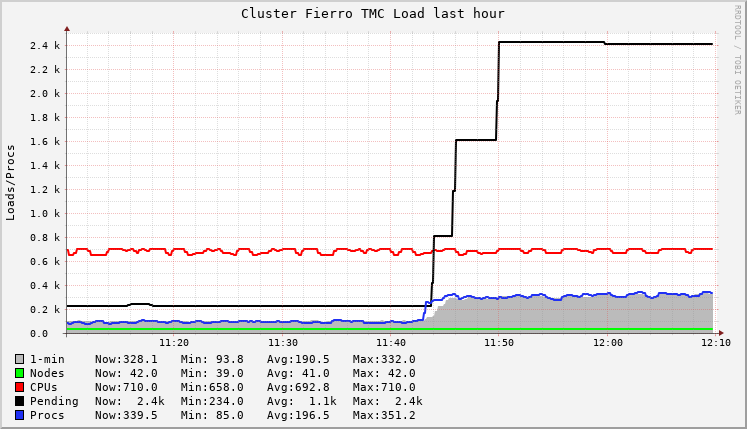 Cluster Fierro TMC Load last hour
RRDTOOL / TOBI OETIKER
Loads/Procs
2.4 k
2.2 k
2.0 k
1.8 k
1.6 k
1.4 k
1.2 k
1.0 k
0.8 k
0.6 k
0.4 k
0.2 k
0.0
11:20 11:30 11:40 11:50 12:00 12:10
1-min Now:328.1 Min: 93.8 Avg:190.5 Max:332.0
Nodes Now: 42.0 Min: 39.0 Avg: 41.0 Max: 42.0
CPUs Now:710.0 Min:658.0 Avg:692.8 Max:710.0
Pending Now: 2.4k Min:234.0 Avg: 1.1k Max: 2.4k
Procs Now:339.5 Min: 85.0 Avg:196.5 Max:351.2